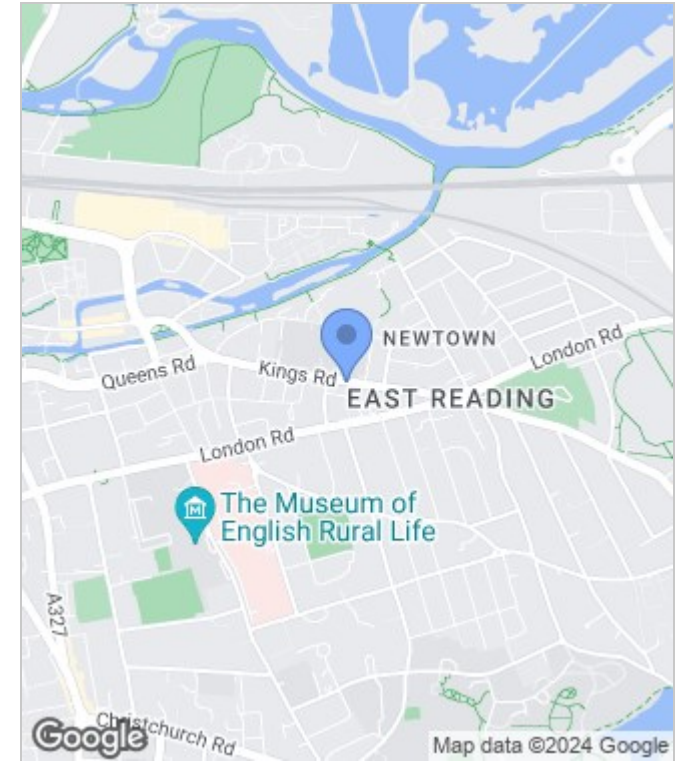 NEWTOWN
London Rd
Queens Rd
Kings Rd
EAST READING
London Rd
M
The Museum of
English Rural Life
A327
Christchurch Rd
Google
Map data ©2024 Google